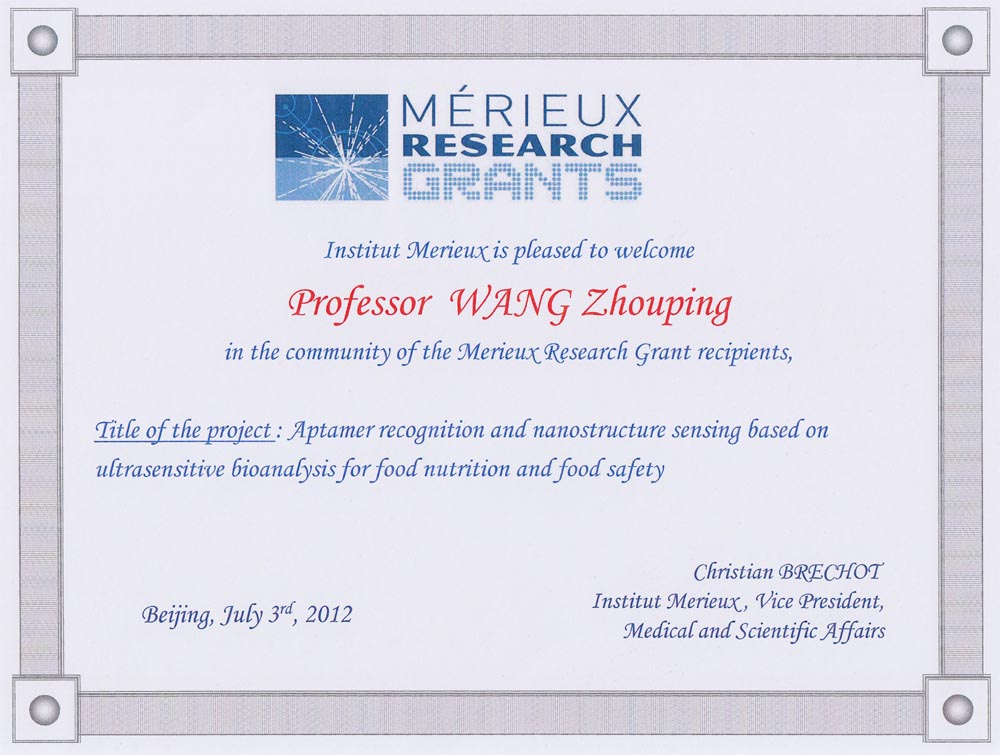 MÉRIEUX
RESEARCH
GRANTS
Institut Merieux is pleased to welcome
Professor WANG Zhouping
in the community of the Merieux Research Grant recipients,
Title of the project : Aptamer recognition and nanostructure sensing based on
ultrasensitive bioanalysis for food nutrition and food safety
Christian BRECHOT
Institut Merieux , Vice President,
Medical and Scientific Affairs
Beijing, July 3rd, 2012